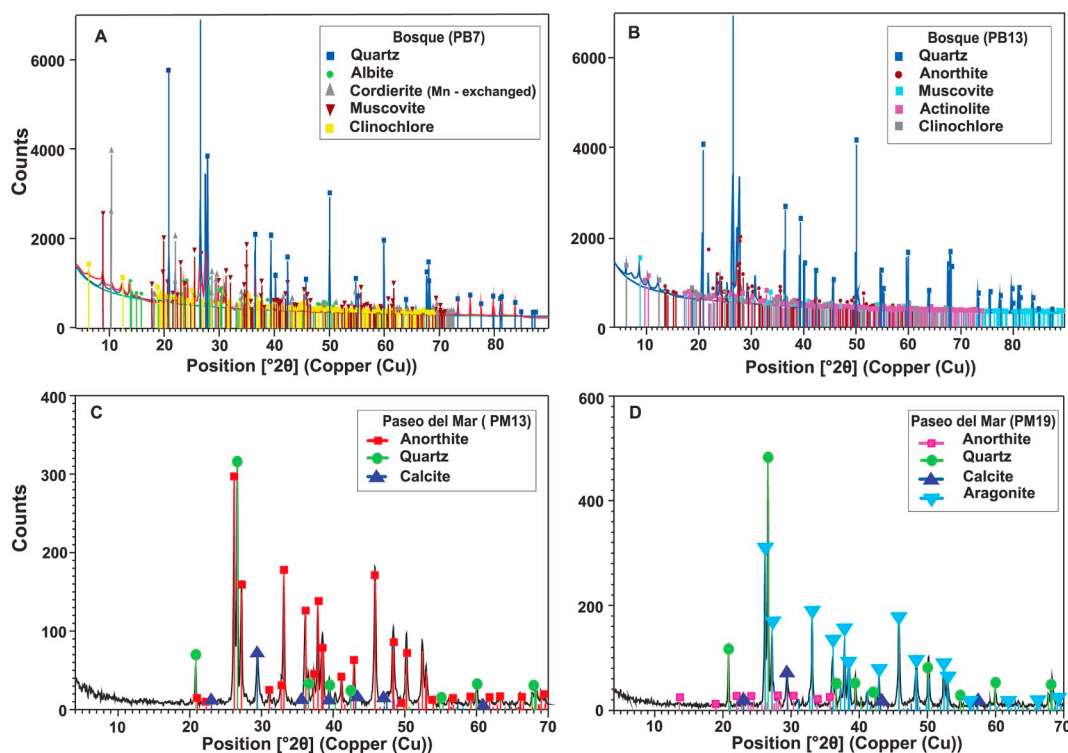 A
Bosque (PB7)
Quartz
Albite
Cordierite (Mn - exchanged)
Muscovite
Clinochlore
6000
4000
2000
0
Counts
10 20 30 40 50 60 70 80
Position [°2θ] (Copper (Cu))
B
Bosque (PB13)
Quartz
Anorthite
Muscovite
Actinolite
Clinochlore
6000
4000
2000
0
10 20 30 40 50 60 70 80
Position [°2θ] (Copper (Cu))
C
Paseo del Mar ( PM13)
Anorthite
Quartz
Calcite
400
300
200
100
0
Counts
10 20 30 40 50 60 70
Position [°2θ] (Copper (Cu))
D
Paseo del Mar (PM19)
Anorthite
Quartz
Calcite
Aragonite
600
400
200
0
10 20 30 40 50 60 70
Position [°2θ] (Copper (Cu))